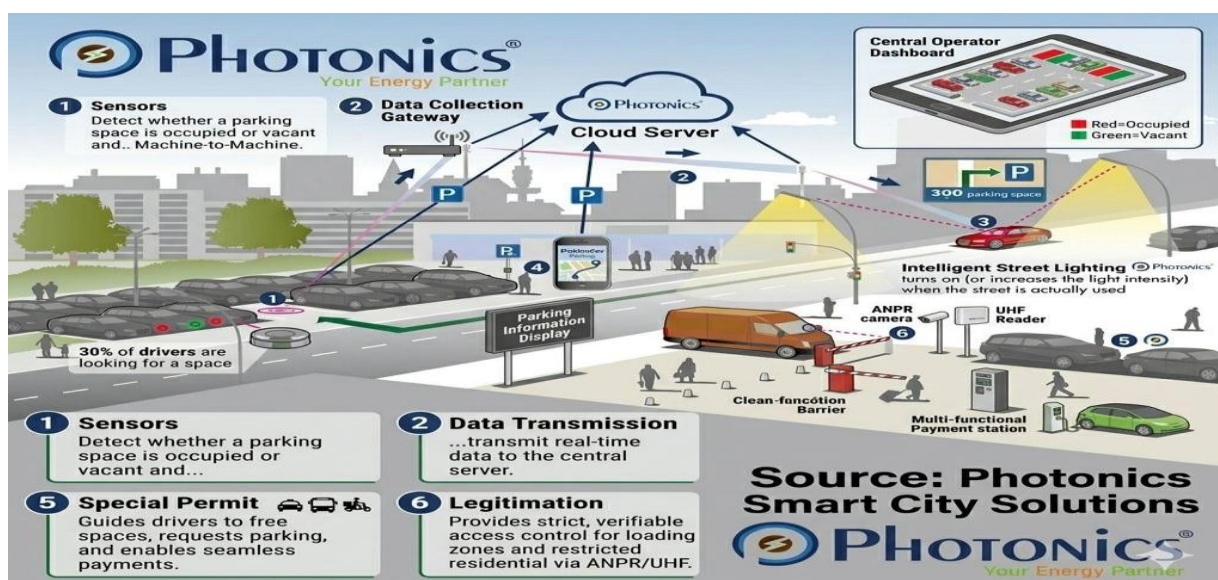 PHOTONICS®
Your Energy Partner
1 Sensors
Detect whether a parking
space is occupied or vacant
and.. Machine-to-Machine.
2 Data Collection
Gateway
PHOTONICS®
Cloud Server
Central Operator
Dashboard
Red=Occupied
Green=Vacant
P
P
2
P
300 parking space
3
P
4
1
Parking
Information
Display
30% of drivers are
looking for a space
Intelligent Street Lighting Photonics®
turns on (or increases the light intensity)
when the street is actually used
ANPR
camera
UHF
Reader
6
5
Clean-funcótion
Barrier
Multi-functional
Payment station
1 Sensors
Detect whether a parking
space is occupied or
vacant and...
2 Data Transmission
...transmit real-time
data to the central
server.
5 Special Permit
Guides drivers to free
spaces, requests parking,
and enables seamless
payments.
6 Legitimation
Provides strict, verifiable
access control for loading
zones and restricted
residential via ANPR/UHF.
Source: Photonics
Smart City Solutions
PHOTONICS®
Your Energy Partner